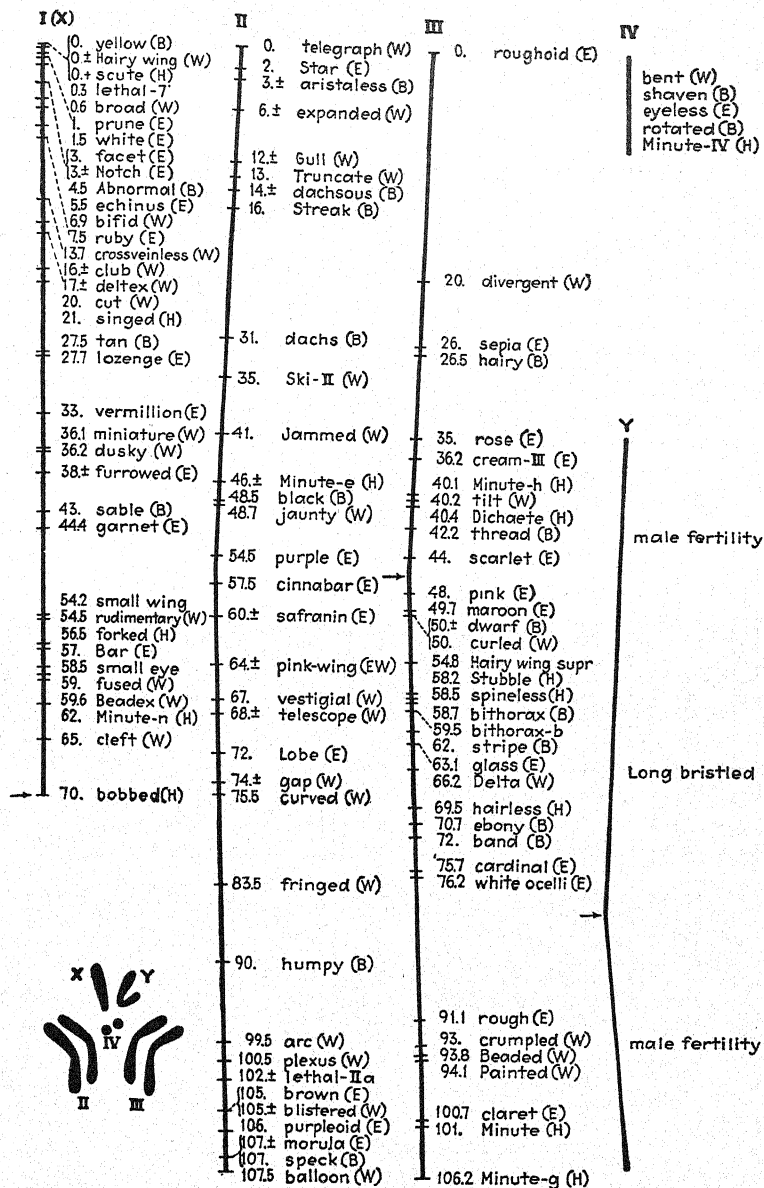 I (X)
0. yellow (B)
0.± Hairy wing (W)
0.+ scute (H)
0.3 lethal-7
0.6 broad (W)
1. prune (E)
1.5 white (E)
3. facet (E)
3.± Notch (E)
4.5 Abnormal (B)
5.5 echinus (E)
6.9 bifid (W)
7.5 ruby (E)
13.7 crossveinless (W)
16.± club (W)
17.± deltex (W)
20. cut (W)
21. singed (H)
27.5 tan (B)
27.7 lozenge (E)
33. vermillion (E)
36.1 miniature (W)
36.2 dusky (W)
38.± furrowed (E)
43. sable (B)
44.4 garnet (E)
54.2 small wing
54.5 rudimentary (W)
56.5 forked (H)
57. Bar (E)
58.5 small eye
59. fused (W)
59.6 Beadex (W)
62. Minute-n (H)
65. cleft (W)
70. bobbed (H)
II
0. telegraph (W)
2. Star (E)
3.± aristaless (B)
6.± expanded (W)
12.± Gull (W)
13. Truncate (W)
14.± dachsous (B)
16. Streak (B)
31. dachs (B)
35. Ski-II (W)
41. Jammed (W)
46.± Minute-e (H)
48.5 black (B)
48.7 jaunty (W)
54.5 purple (E)
57.5 cinnabar (E)
60.± safranin (E)
64.± pink-wing (EW)
67. vestigial (W)
68.± telescope (W)
72. Lobe (E)
74.± gap (W)
75.5 curved (W)
83.5 fringed (W)
90. humpy (B)
99.5 arc (W)
100.5 plexus (W)
102.± lethal-IIa
105. brown (E)
105.± blistered (W)
106. purpleoid (E)
107.± morula (E)
107. speck (B)
107.5 balloon (W)
III
0. roughoid (E)
20. divergent (W)
26. sepia (E)
26.5 hairy (B)
35. rose (E)
36.2 cream-III (E)
40.1 Minute-h (H)
40.2 tilt (W)
40.4 Dichaete (H)
42.2 thread (B)
44. scarlet (E)
48. pink (E)
49.7 maroon (E)
50.± dwarf (B)
50. curled (W)
54.8 Hairy wing supr
58.2 Stubble (H)
58.5 spineless (H)
58.7 bithorax (B)
59.5 bithorax-b
62. stripe (B)
63.1 glass (E)
66.2 Delta (W)
69.5 hairless (H)
70.7 ebony (B)
72. band (B)
75.7 cardinal (E)
76.2 white ocelli (E)
91.1 rough (E)
93. crumpled (W)
93.8 Beaded (W)
94.1 Painted (W)
100.7 claret (E)
101. Minute (H)
106.2 Minute-g (H)
IV
bent (W)
shaven (B)
eyeless (E)
rotated (B)
Minute-IV (H)
Y
male fertility
Long bristled
male fertility
X Y
IV
II III